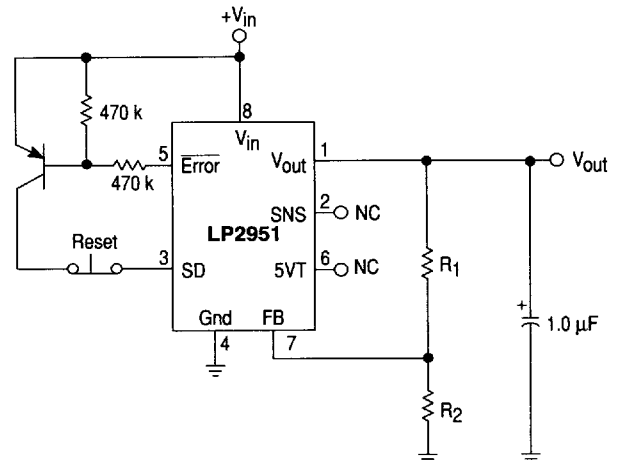 +Vin
470 k
8
Vin
5
Error
470 k
Vout
1
Vout
SNS
2
NC
LP2951
Reset
3
SD
5VT
6
NC
R1
+
1.0 µF
Gnd
FB
4
7
R2